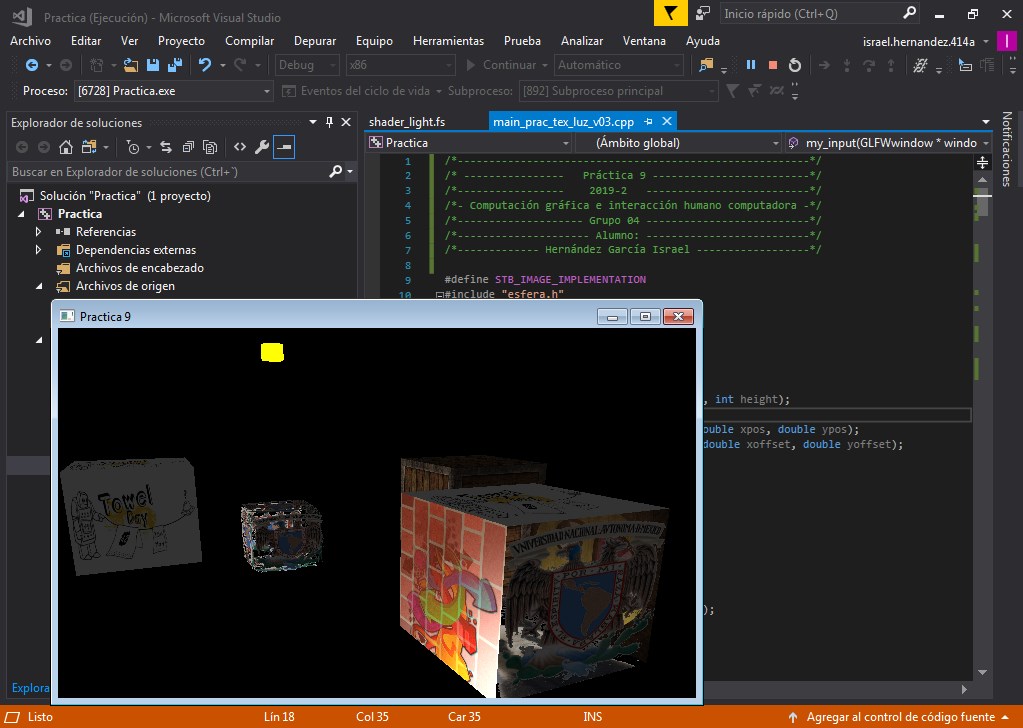 Practica (Ejecución) - Microsoft Visual Studio
Inicio rápido (Ctrl+Q)
Archivo Editar Ver Proyecto Compilar Depurar Equipo Herramientas Prueba Analizar Ventana Ayuda israel.hernandez.414a I
Debug x86 Continuar Automático
Proceso: [6728] Practica.exe Eventos del ciclo de vida Subproceso: [892] Subproceso principal
Explorador de soluciones
Buscar en Explorador de soluciones (Ctrl+¨)
Solución "Practica" (1 proyecto)
Practica
Referencias
Dependencias externas
Archivos de encabezado
Archivos de origen
Explora
shader_light.fs main_prac_tex_luz_v03.cpp
Practica (Ámbito global) my_input(GLFWwindow * windo
1 /*---------------------------------------------------------*/
2 /* ---------------- Práctica 9 --------------------------*/
3 /*----------------- 2019-2 ---------------------------*/
4 /*- Computación gráfica e interacción humano computadora -*/
5 /*------------------- Grupo 04 ---------------------------*/
6 /*--------------------- Alumno: ---------------------------*/
7 /*------------- Hernández García Israel ------------------*/
8
9 #define STB_IMAGE_IMPLEMENTATION
10 #include "esfera.h"
, int height);
ouble xpos, double ypos);
double xoffset, double yoffset);
);
Notificaciones
Practica 9
Towel
Day
UNIVERSIDAD NACIONAL AVTONOMA DE MEXICO
Listo Lín 18 Col 35 Car 35 INS Agregar al control de código fuente